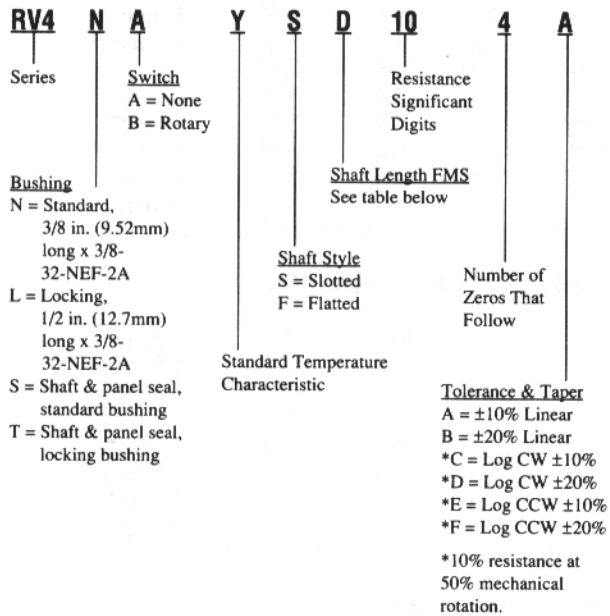 RV4 N A Y S D 10 4 A
Series
Switch
A = None
B = Rotary
Resistance
Significant
Digits
Bushing
N = Standard,
3/8 in. (9.52mm)
long x 3/8-
32-NEF-2A
L = Locking,
1/2 in. (12.7mm)
long x 3/8-
32-NEF-2A
S = Shaft & panel seal,
standard bushing
T = Shaft & panel seal,
locking bushing
Shaft Length FMS
See table below
Shaft Style
S = Slotted
F = Flatted
Number of
Zeros That
Follow
Standard Temperature
Characteristic
Tolerance & Taper
A = ±10% Linear
B = ±20% Linear
*C = Log CW ±10%
*D = Log CW ±20%
*E = Log CCW ±10%
*F = Log CCW ±20%
*10% resistance at
50% mechanical
rotation.